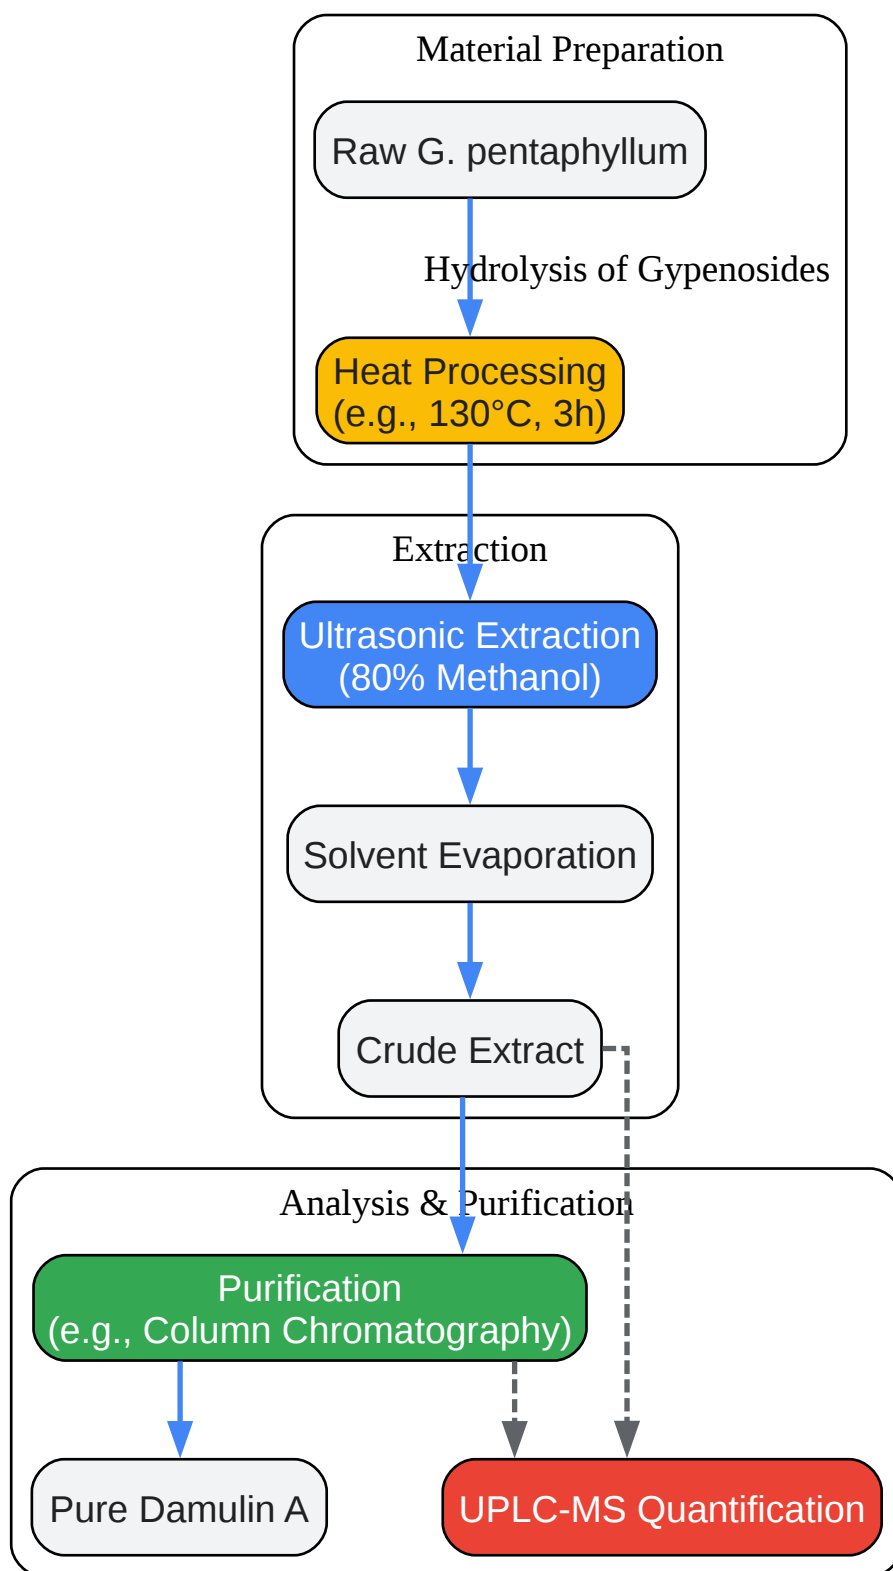 Material Preparation
Raw G. pentaphyllum
Hydrolysis of Gypenosides
Heat Processing
(e.g., 130°C, 3h)
Extraction
Ultrasonic Extraction
(80% Methanol)
Solvent Evaporation
Crude Extract
Analysis & Purification
Purification
(e.g., Column Chromatography)
Pure Damulin A
UPLC-MS Quantification